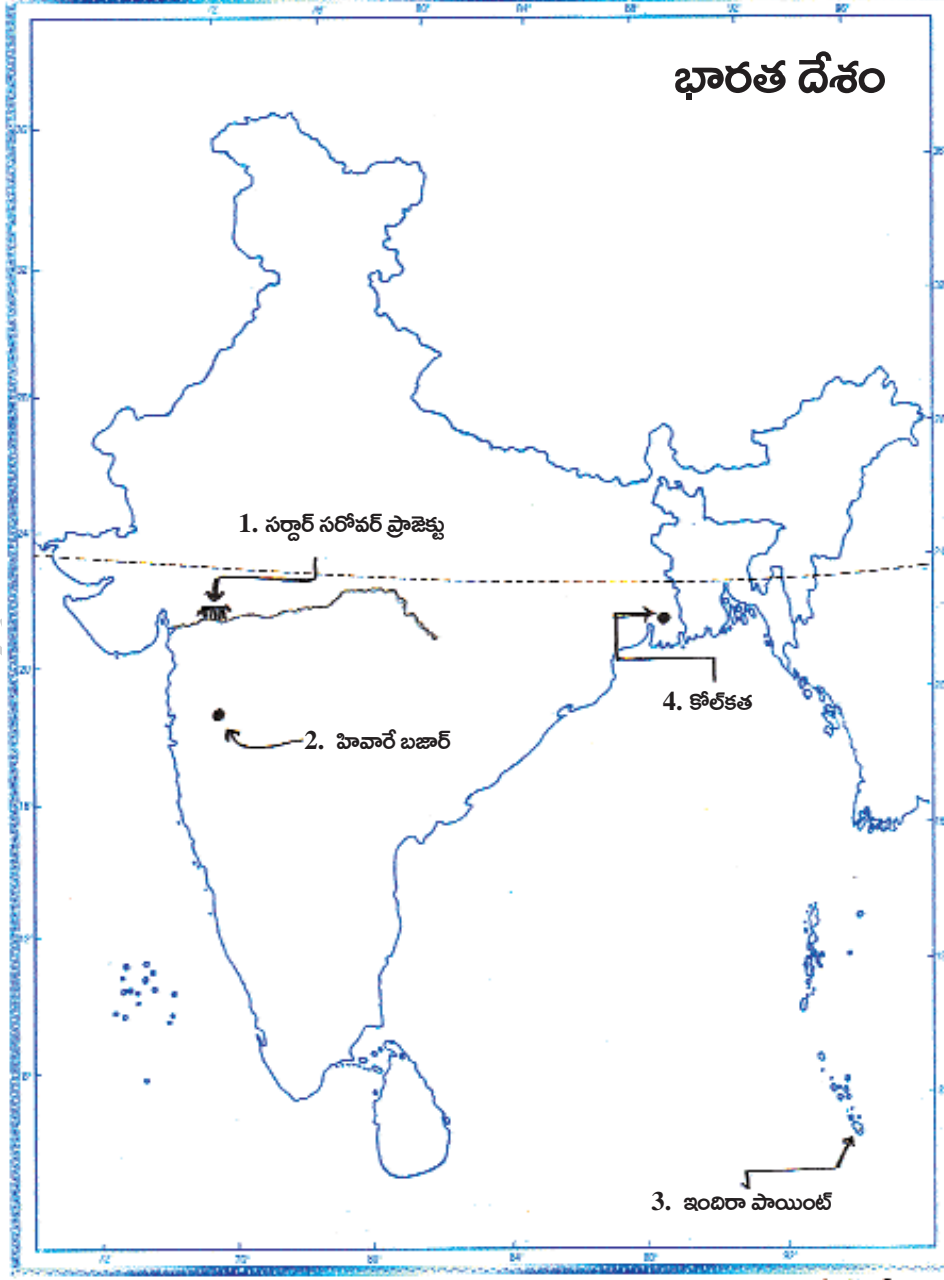 భారత దేశం
1. సర్దార్ సరోవర్ ప్రాజెక్టు
4. కోల్‌కత
2. హివారే బజార్
3. ఇందిరా పాయింట్